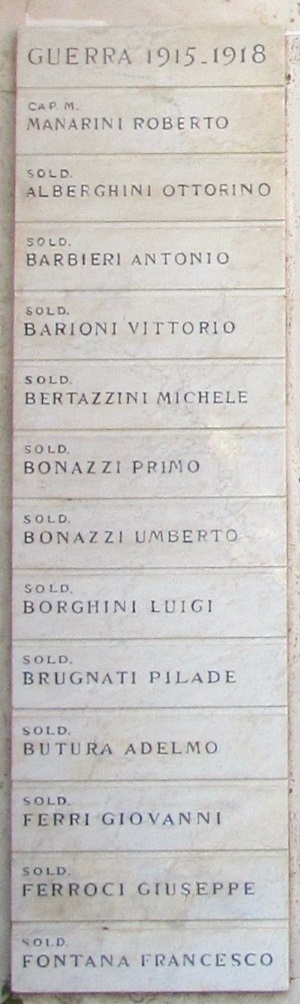 GUERRA 1915-1918
CAP. M.
MANARINI ROBERTO
SOLD.
ALBERGHINI OTTORINO
SOLD.
BARBIERI ANTONIO
SOLD.
BARIONI VITTORIO
SOLD.
BERTAZZINI MICHELE
SOLD.
BONAZZI PRIMO
SOLD.
BONAZZI UMBERTO
SOLD.
BORGHINI LUIGI
SOLD.
BRUGNATI PILADE
SOLD.
BUTURA ADELMO
SOLD.
FERRI GIOVANNI
SOLD.
FERROCI GIUSEPPE
SOLD.
FONTANA FRANCESCO